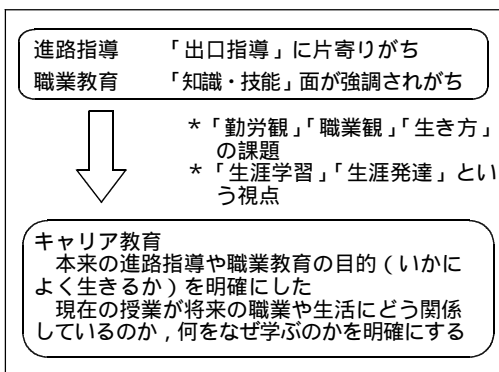 進路指導　「出口指導」に片寄りがち
職業教育　「知識・技能」面が強調されがち
*「勤労観」「職業観」「生き方」
の課題
*「生涯学習」「生涯発達」とい
う視点
キャリア教育
本来の進路指導や職業教育の目的(いかに
よく生きるか)を明確にした
現在の授業が将来の職業や生活にどう関係
しているのか,何をなぜ学ぶのかを明確にする